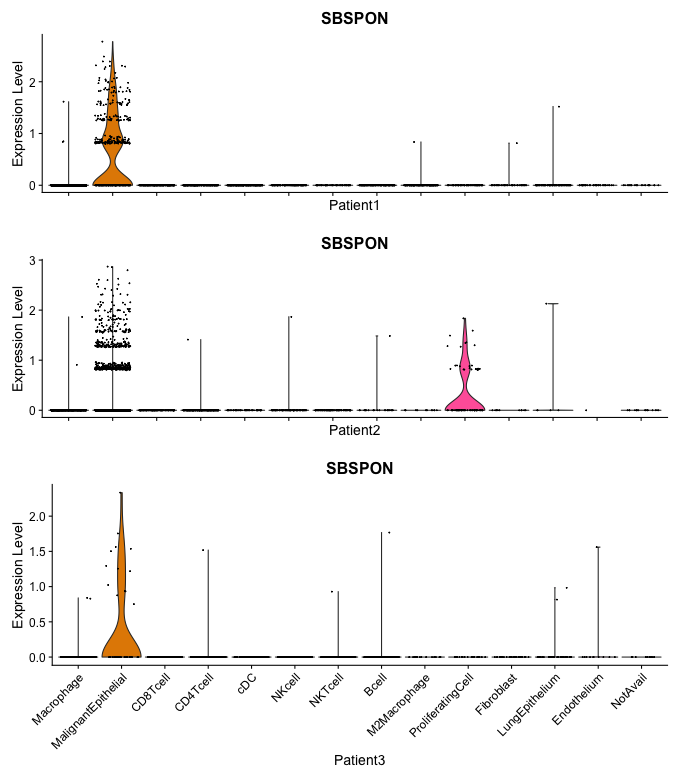 SBSPON
Expression Level
2
1
0
Patient1
SBSPON
Expression Level
3
2
1
0
Patient2
SBSPON
Expression Level
2.0
1.5
1.0
0.5
0.0
Macrophage
MalignantEpithelial
CD8Tcell
CD4Tcell
cDC
NKcell
NKTcell
Bcell
M2Macrophage
ProliferatingCell
Fibroblast
LungEpithelium
Endothelium
NotAvail
Patient3